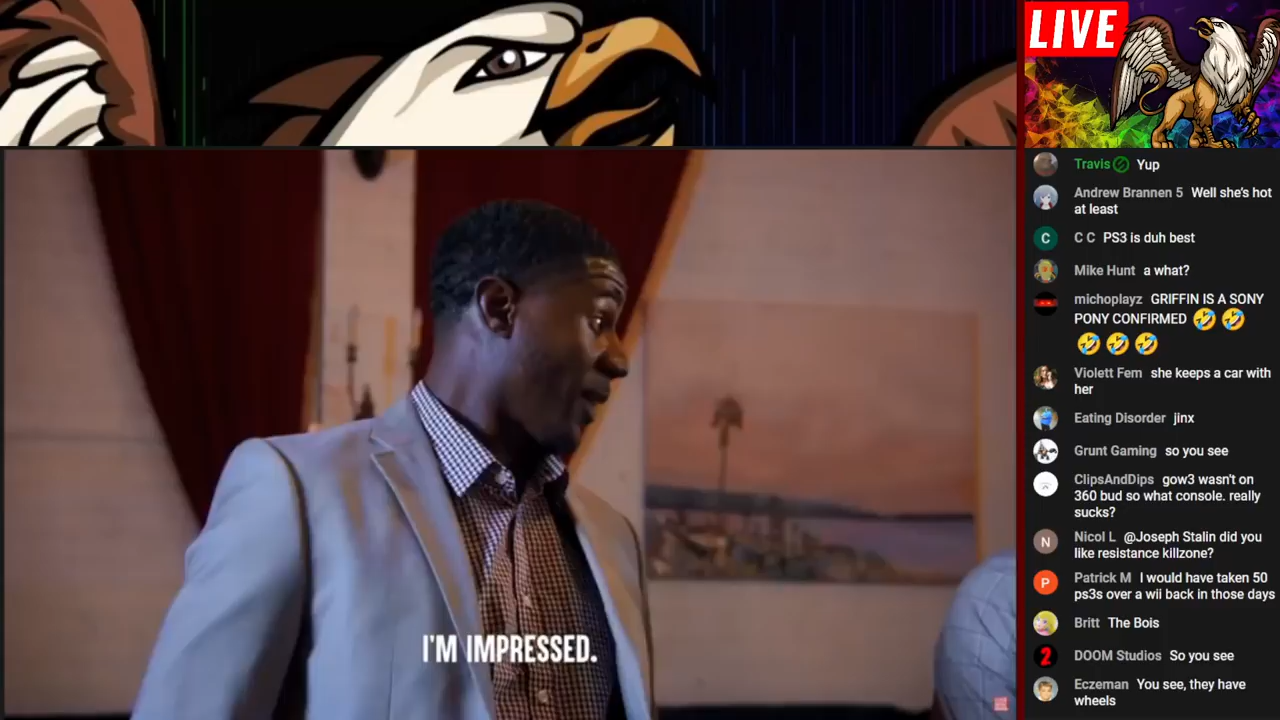 LIVE
Travis Yup
Andrew Brannen 5 Well she's hot
at least
C
C C PS3 is duh best
Mike Hunt a what?
michoplayz GRIFFIN IS A SONY
PONY CONFIRMED 🤣 🤣
🤣 🤣 🤣
Violett Fem she keeps a car with
her
Eating Disorder jinx
Grunt Gaming so you see
ClipsAndDips gow3 wasn't on
360 bud so what console. really
sucks?
N
Nicol L @Joseph Stalin did you
like resistance killzone?
P
Patrick M I would have taken 50
ps3s over a wii back in those days
Britt The Bois
2
DOOM Studios So you see
Eczeman You see, they have
wheels
I'M IMPRESSED.